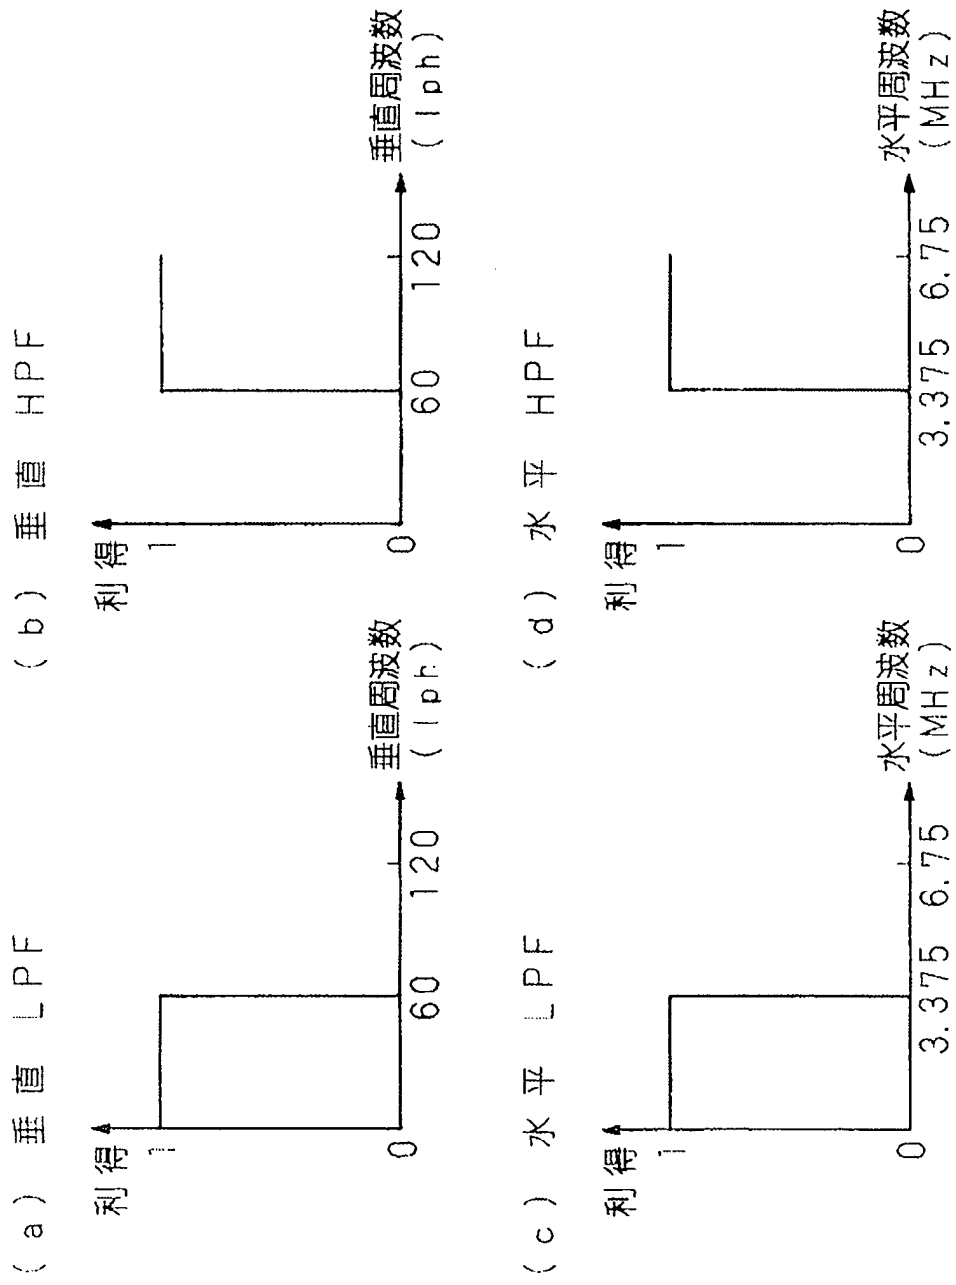 (a) 垂直 LPF
利得
1
0
60
120
垂直周波数
(lph)
(b) 垂直 HPF
利得
1
0
60
120
垂直周波数
(lph)
(c) 水平 LPF
利得
1
0
3.375
6.75
水平周波数
(MHz)
(d) 水平 HPF
利得
1
0
3.375
6.75
水平周波数
(MHz)